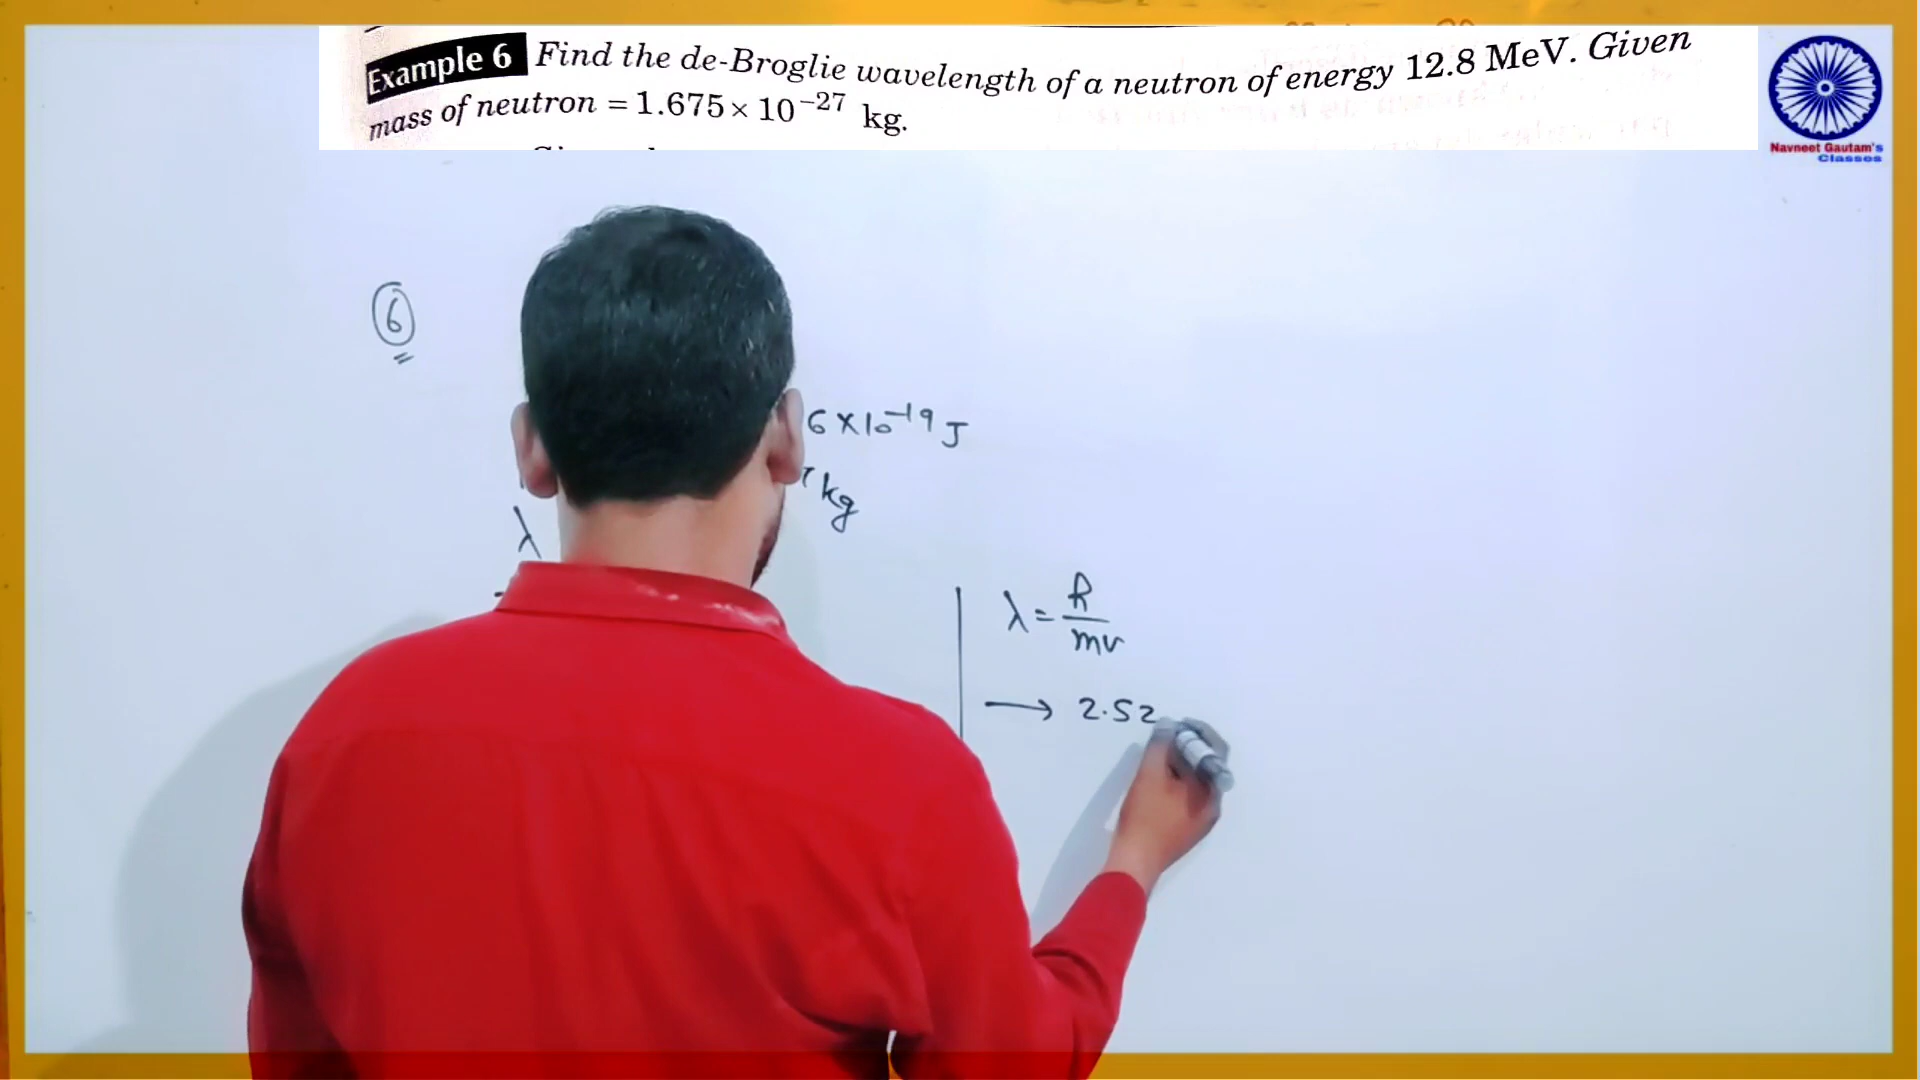 Example 6 Find the de-Broglie wavelength of a neutron of energy 12.8 MeV. Given
mass of neutron = 1.675 × 10⁻²⁷ kg.
Navneet Gautam's
Classes
6
6 × 10⁻¹⁹ J
kg
λ
λ = h/mv
→ 2.52